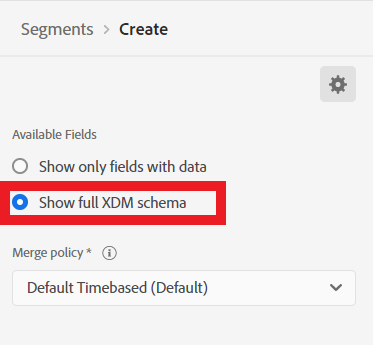 Segments > Create
Available Fields
Show only fields with data
Show full XDM schema
Merge policy *
Default Timebased (Default)